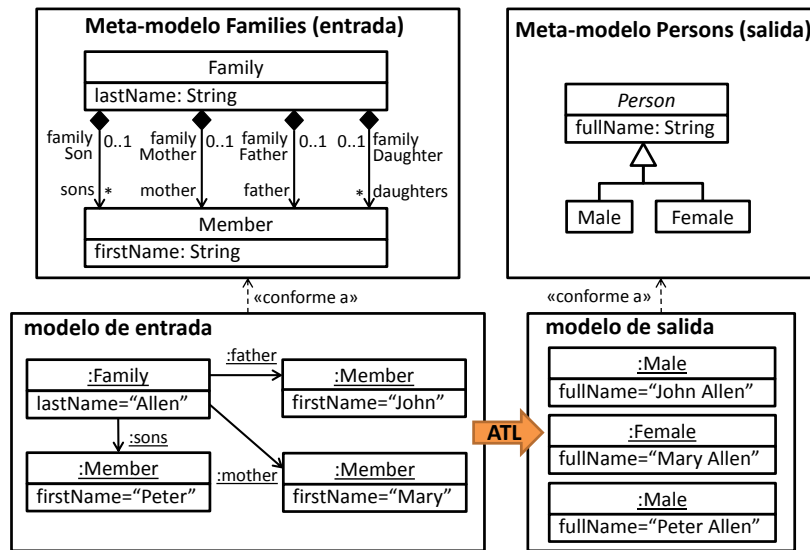 Meta-modelo Families (entrada)
Family
lastName: String
family
Son
0..1
family
Mother
0..1
family
Father
0..1
0..1
family
Daughter
sons
*
mother
father
*
daughters
Member
firstName: String
Meta-modelo Persons (salida)
Person
fullName: String
Male
Female
«conforme a»
«conforme a»
modelo de entrada
:Family
lastName=“Allen”
:father
:Member
firstName=“John”
:sons
:Member
firstName=“Peter”
:mother
:Member
firstName=“Mary”
ATL
modelo de salida
:Male
fullName=“John Allen”
:Female
fullName=“Mary Allen”
:Male
fullName=“Peter Allen”